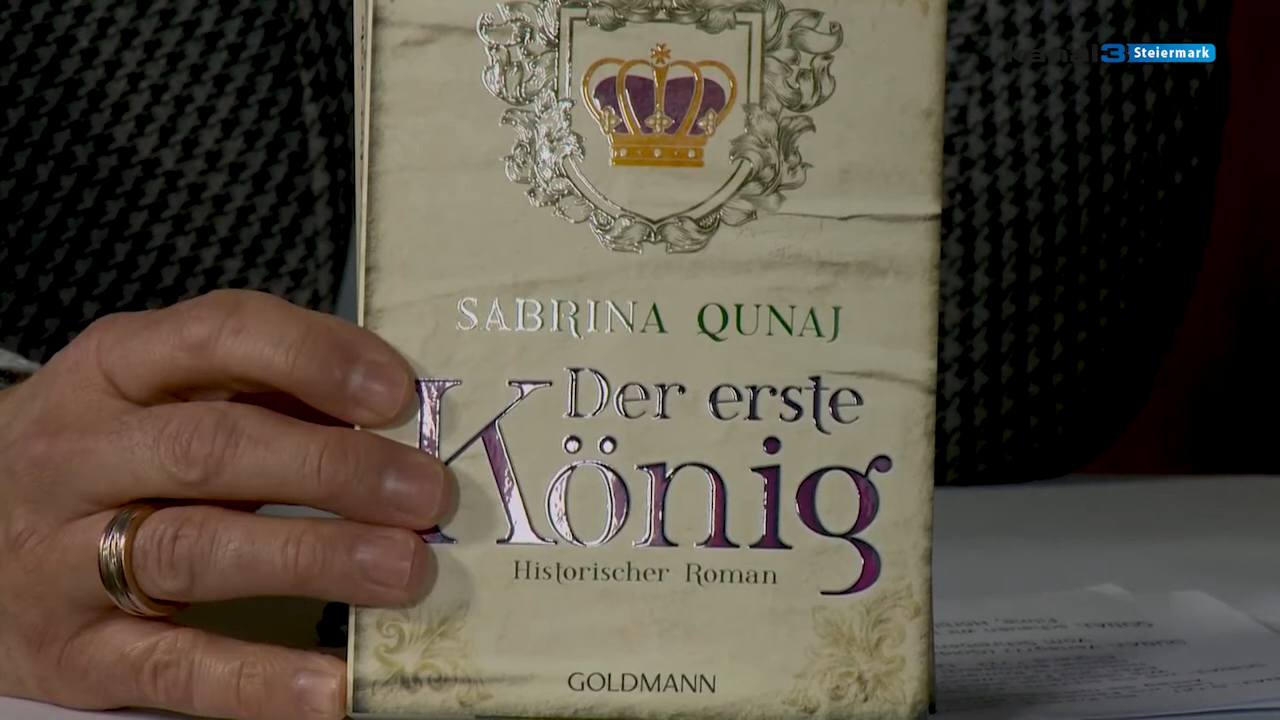 Kanal 3 Steiermark
SABRINA QUNAJ
Der erste
König
Historischer Roman
GOLDMANN